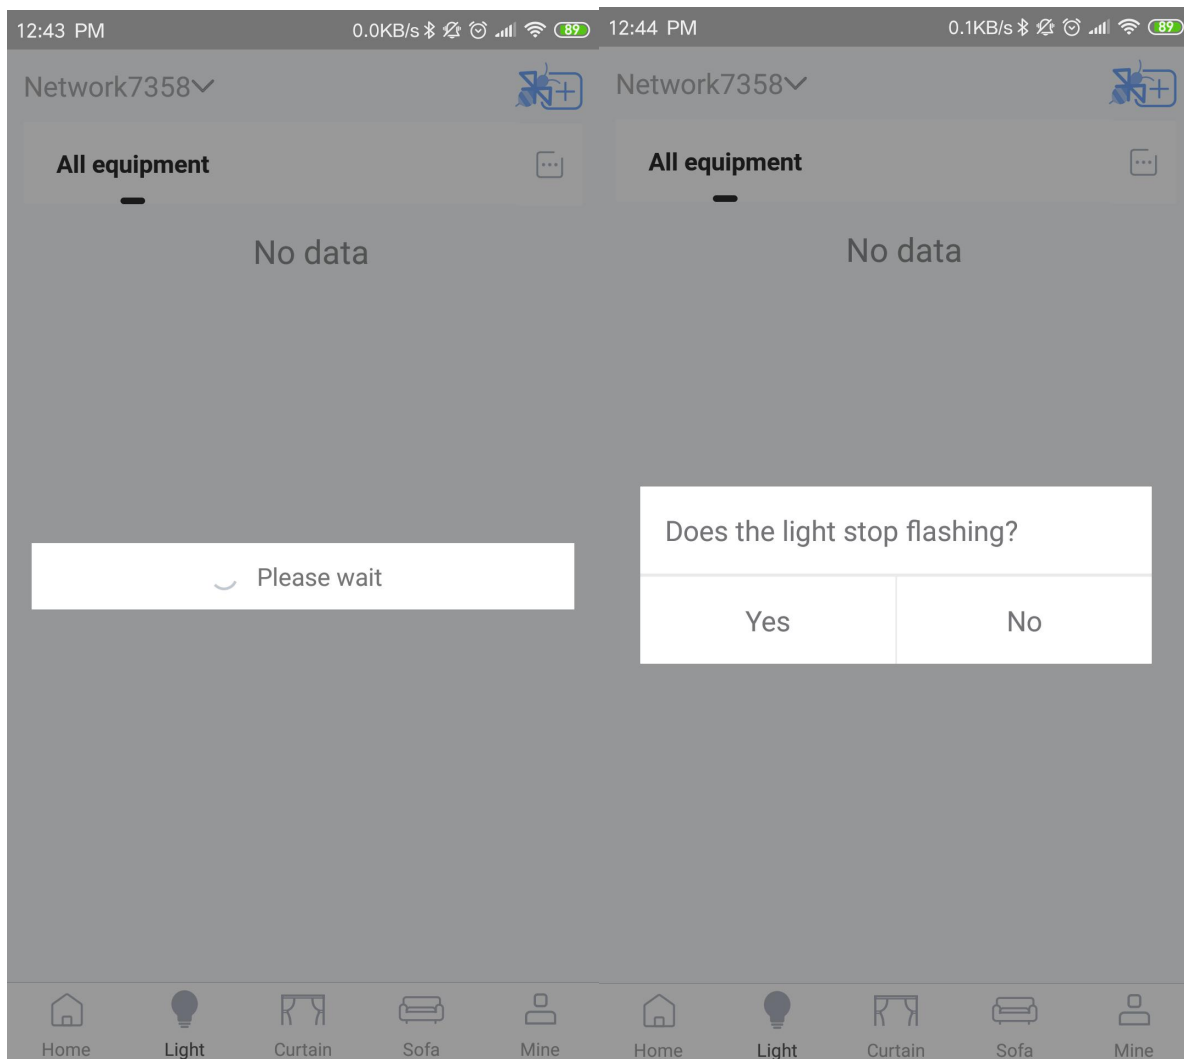 12:43 PM 0.0KB/s 89
Network7358
All equipment
No data
Please wait
Home Light Curtain Sofa Mine
12:44 PM 0.1KB/s 89
Network7358
All equipment
No data
Does the light stop flashing?
Yes No
Home Light Curtain Sofa Mine